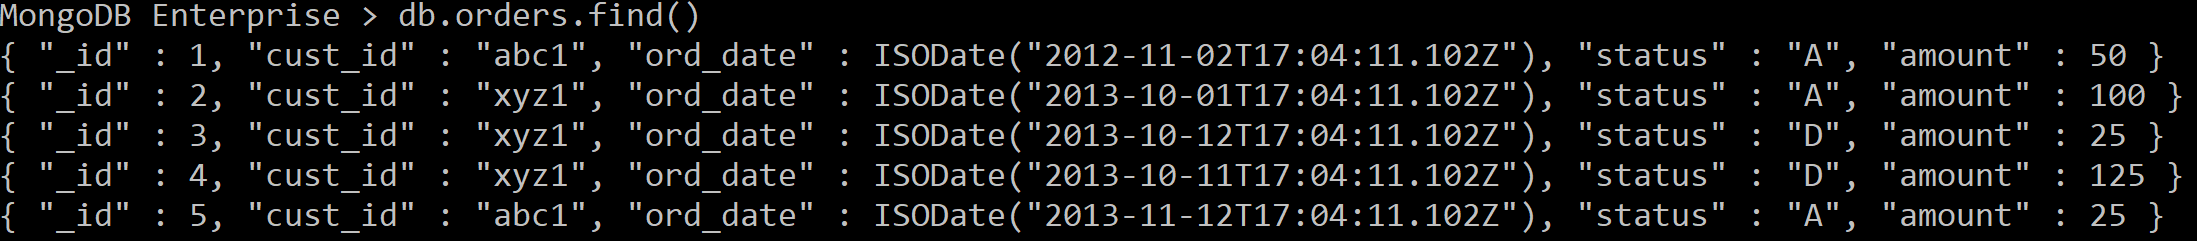 MongoDB Enterprise > db.orders.find()
{ "_id" : 1, "cust_id" : "abc1", "ord_date" : ISODate("2012-11-02T17:04:11.102Z"), "status" : "A", "amount" : 50 }
{ "_id" : 2, "cust_id" : "xyz1", "ord_date" : ISODate("2013-10-01T17:04:11.102Z"), "status" : "A", "amount" : 100 }
{ "_id" : 3, "cust_id" : "xyz1", "ord_date" : ISODate("2013-10-12T17:04:11.102Z"), "status" : "D", "amount" : 25 }
{ "_id" : 4, "cust_id" : "xyz1", "ord_date" : ISODate("2013-10-11T17:04:11.102Z"), "status" : "D", "amount" : 125 }
{ "_id" : 5, "cust_id" : "abc1", "ord_date" : ISODate("2013-11-12T17:04:11.102Z"), "status" : "A", "amount" : 25 }